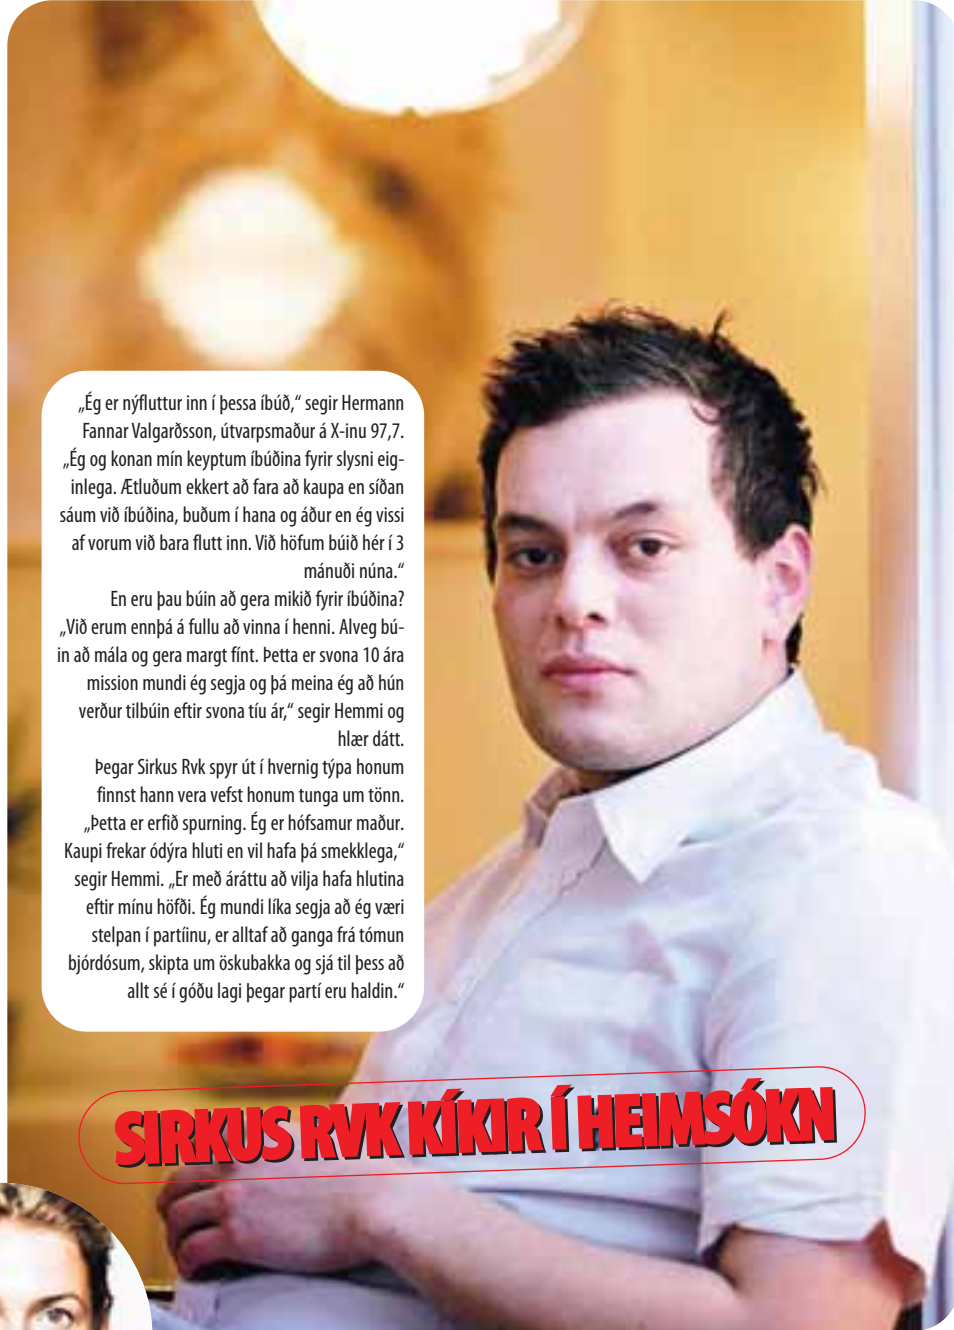 „Ég er nýfluttur inn í þessa íbúð,“ segir Hermann
Fannar Valgarðsson, útvarpsmaður á X-inu 97,7.
„Ég og konan mín keyptum íbúðina fyrir slysni eig-
inlega. Ætluðum ekkert að fara að kaupa en síðan
sáum við íbúðina, buðum í hana og áður en ég vissi
af vorum við bara flutt inn. Við höfum búið hér í 3
mánuði núna.“
En eru þau búin að gera mikið fyrir íbúðina?
„Við erum ennþá á fullu að vinna í henni. Alveg bú-
in að mála og gera margt fínt. Þetta er svona 10 ára
mission mundi ég segja og þá meina ég að hún
verður tilbúin eftir svona tíu ár,“ segir Hemmi og
hlær dátt.
Þegar Sirkus Rvk spyr út í hvernig týpa honum
finnst hann vera vefst honum tunga um tönn.
„Þetta er erfið spurning. Ég er hófsamur maður.
Kaupi frekar ódýra hluti en vil hafa þá smekklega,“
segir Hemmi. „Er með áráttu að vilja hafa hlutina
eftir mínu höfði. Ég mundi líka segja að ég væri
stelpan í partíinu, er alltaf að ganga frá tómun
bjórdósum, skipta um öskubakka og sjá til þess að
allt sé í góðu lagi þegar partí eru haldin.“
SIRKUS RVK KÍKIR Í HEIMSÓKN